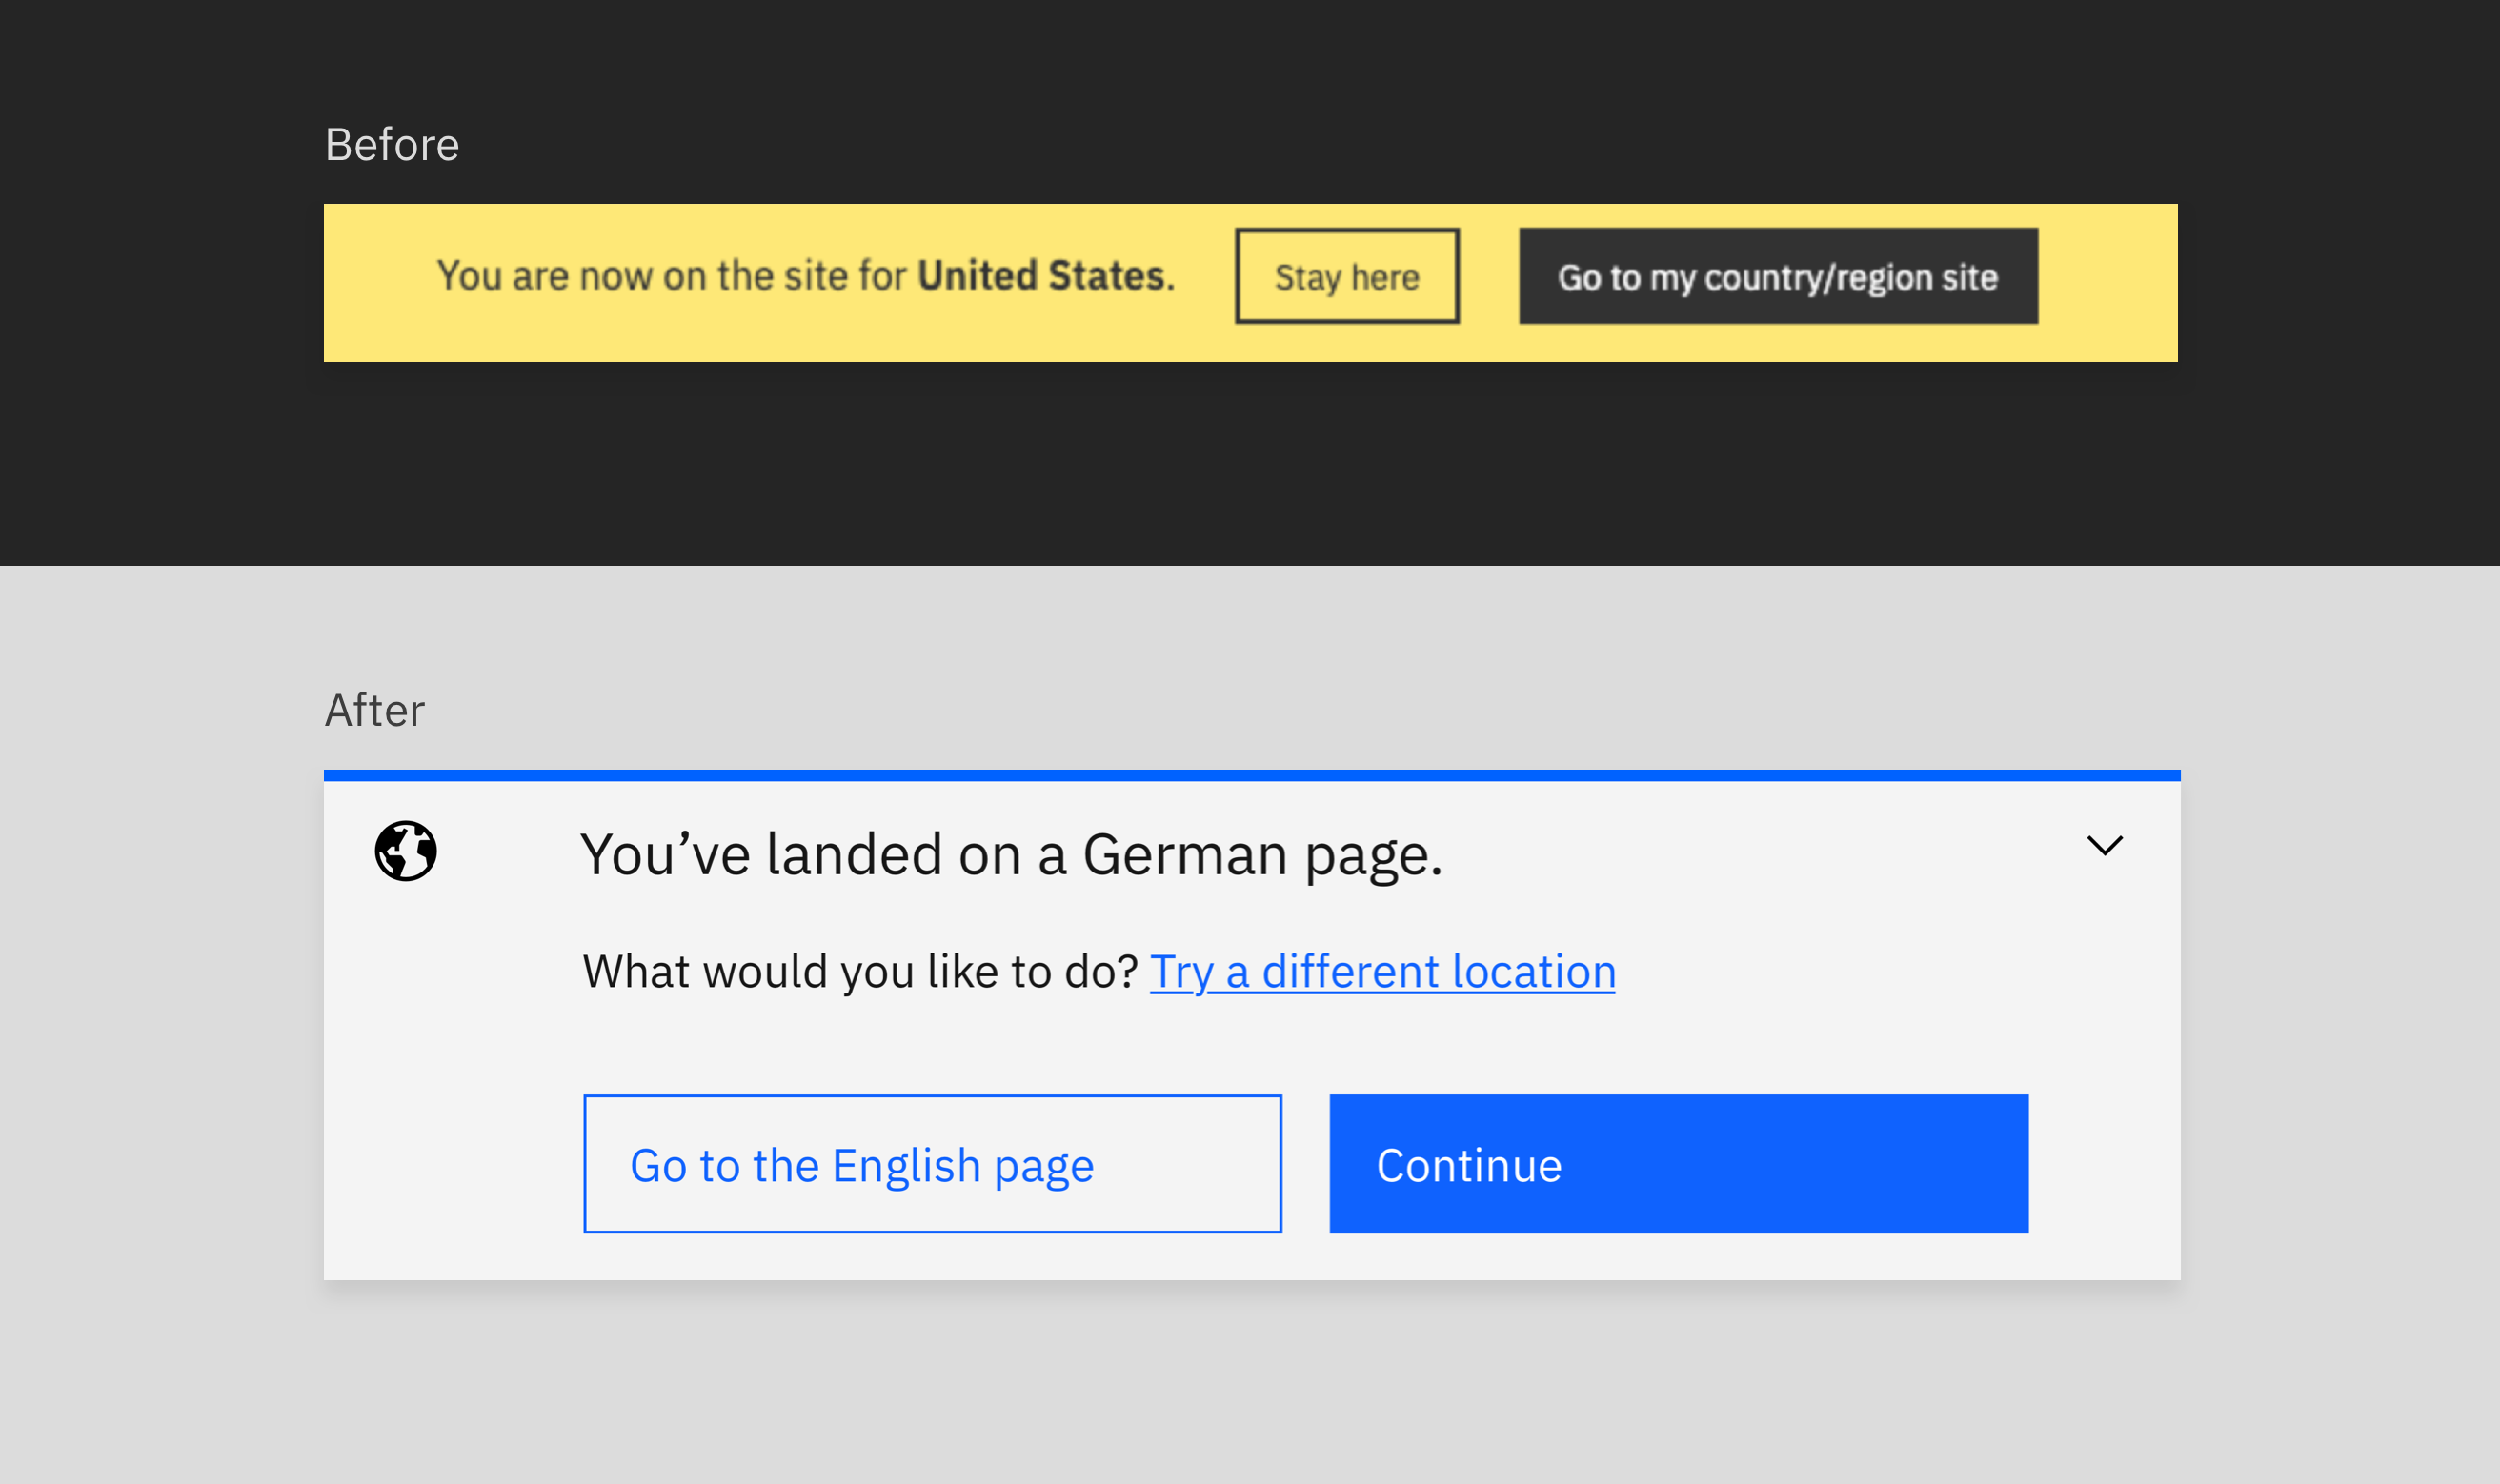 Before
You are now on the site for United States.
Stay here
Go to my country/region site
After
You’ve landed on a German page.
What would you like to do? Try a different location
Go to the English page
Continue